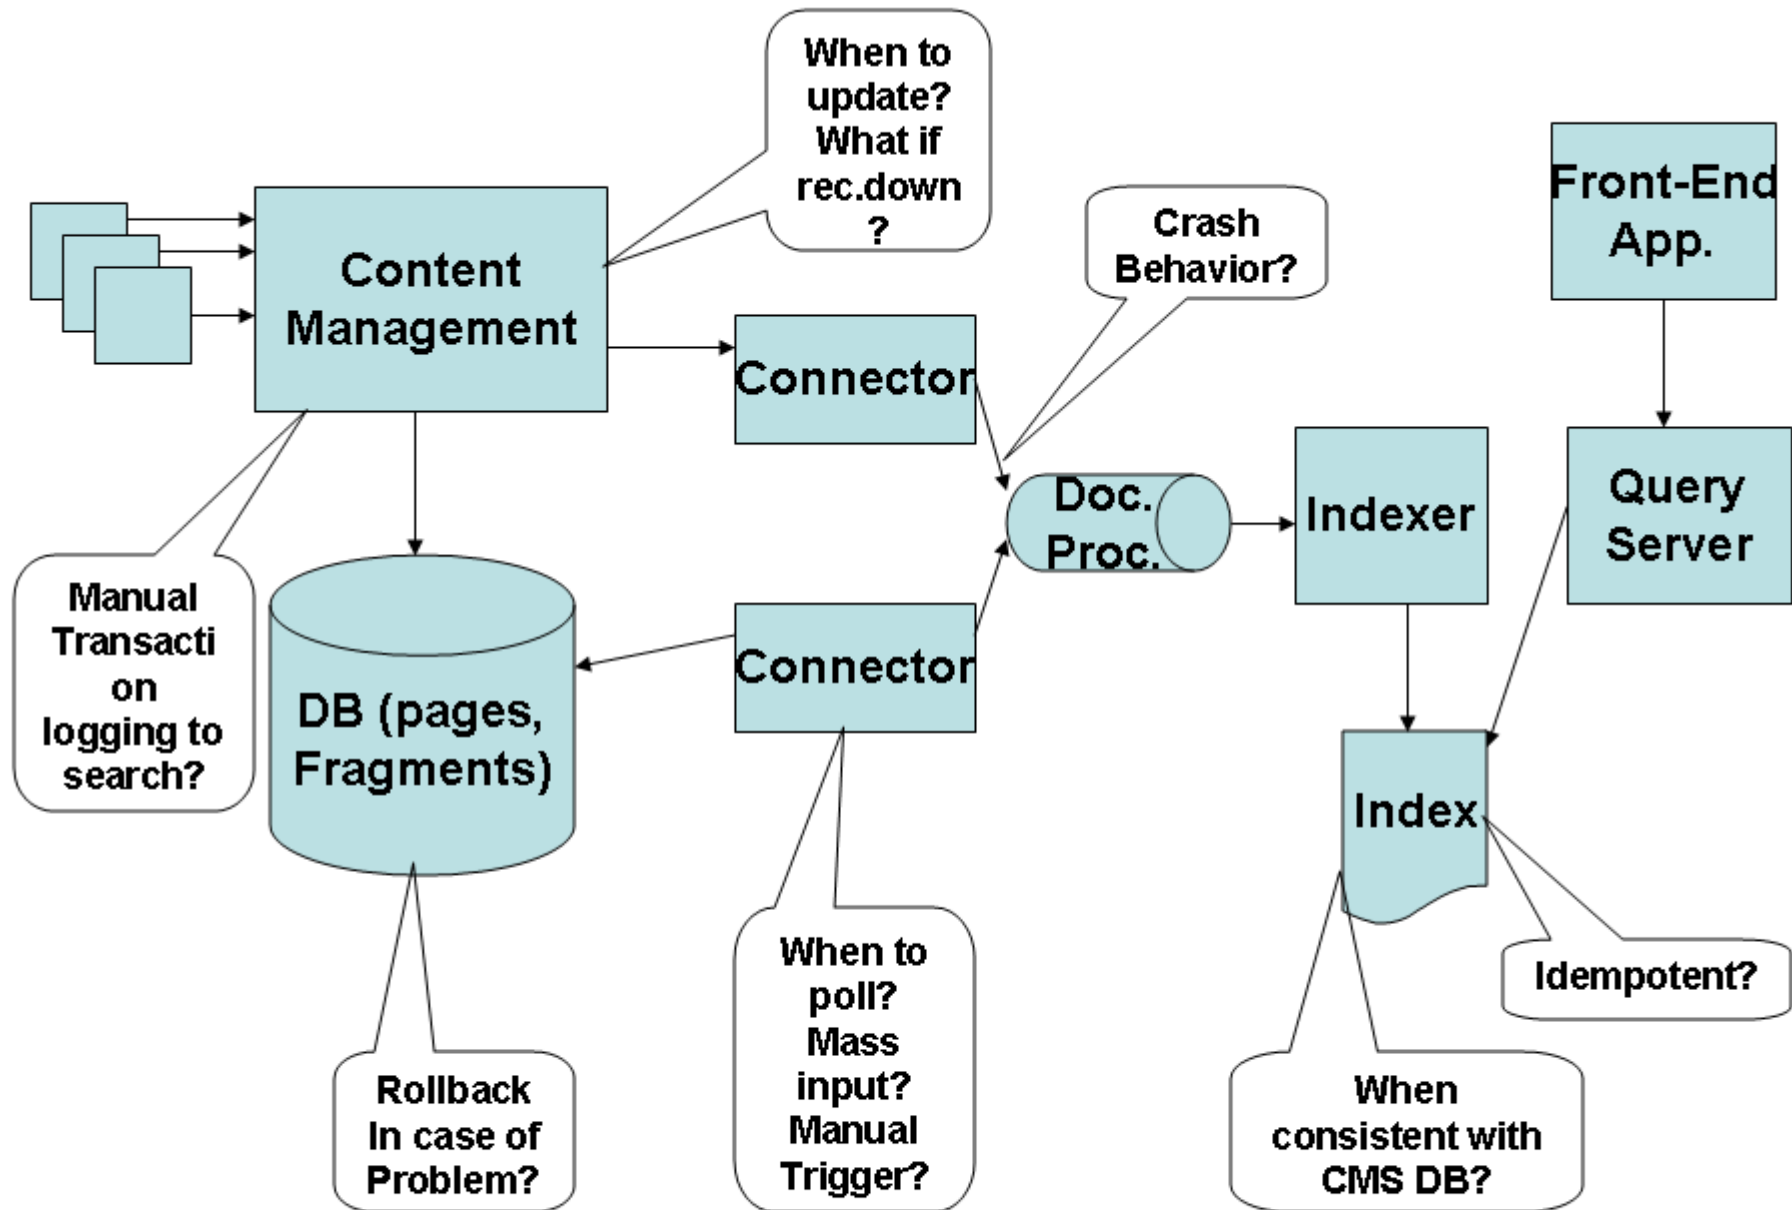 When to
update?
What if
rec.down
?
Front-End
App.
Crash
Behavior?
Content
Management
Connector
Doc.
Proc.
Indexer
Query
Server
Manual
Transacti
on
logging to
search?
DB (pages,
Fragments)
Connector
Index
When to
poll?
Mass
input?
Manual
Trigger?
Idempotent?
Rollback
In case of
Problem?
When
consistent with
CMS DB?